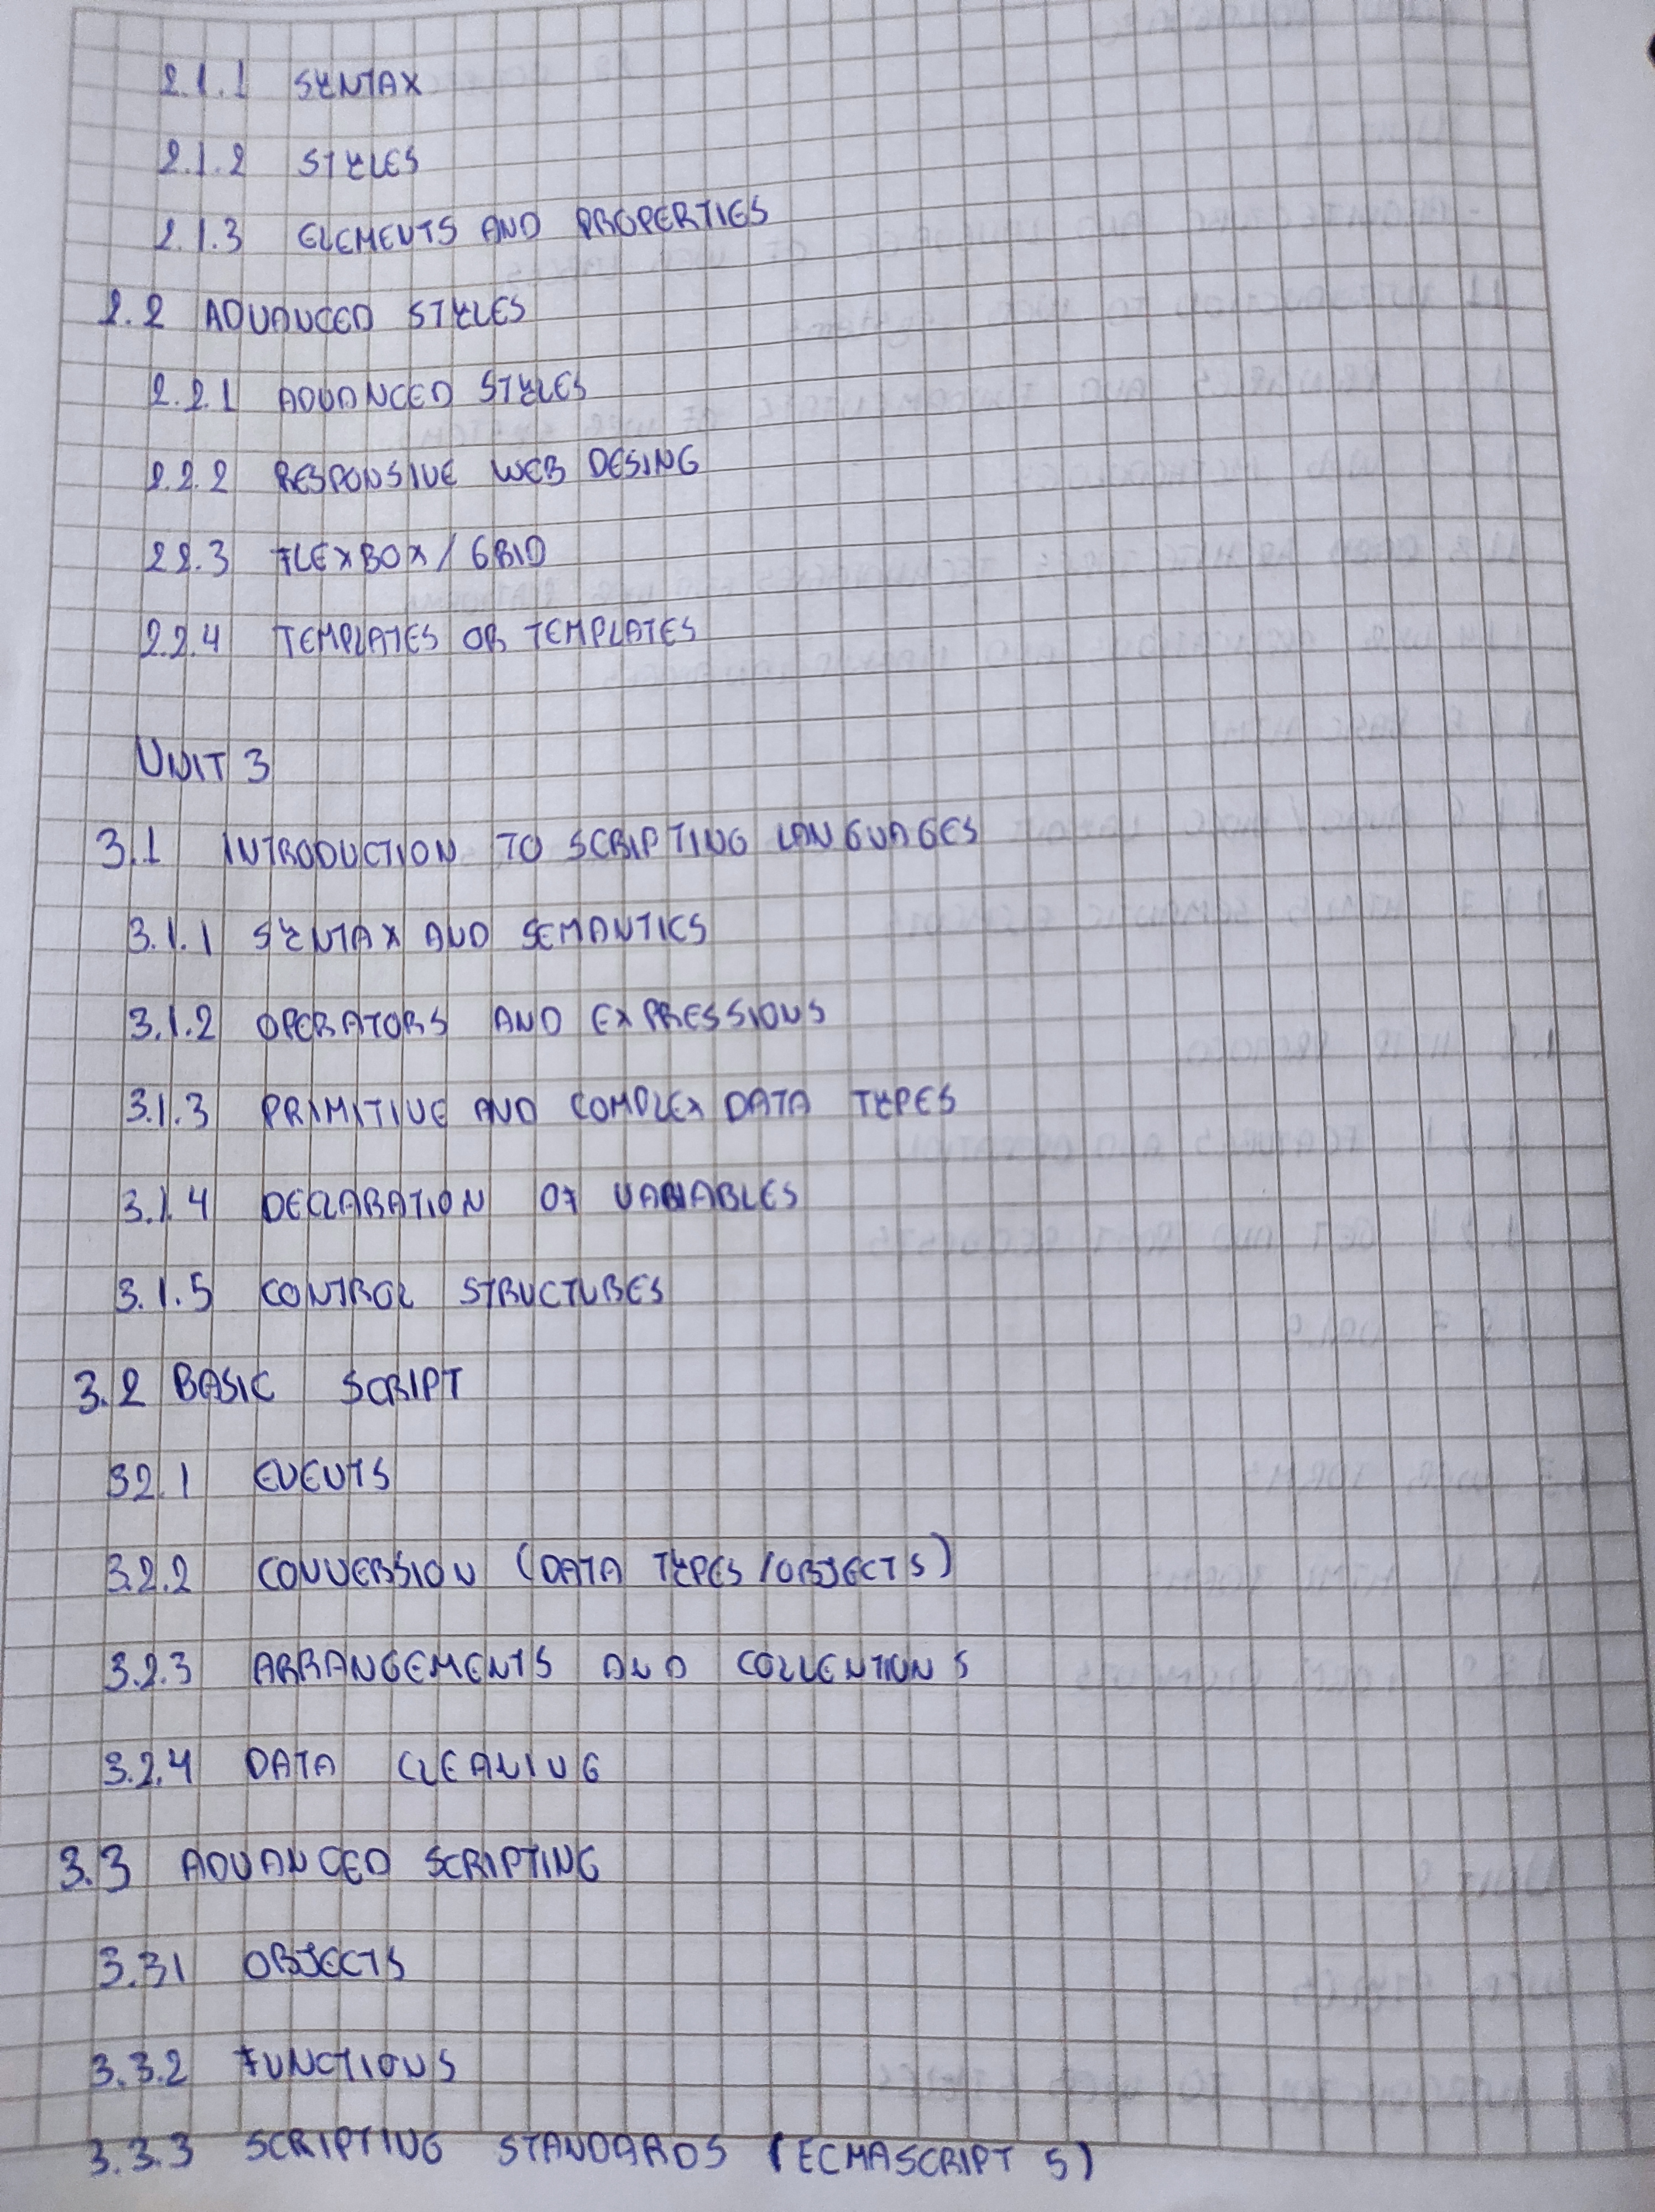 2.1.1 SYNTAX
2.1.2 STYLES
2.1.3 ELEMENTS AND PROPERTIES
2.2 ADVANCED STYLES
2.2.1 ADVANCED STYLES
2.2.2 RESPONSIVE WEB DESING
2.2.3 FLEXBOX / GRID
2.2.4 TEMPLATES OR TEMPLATES
UNIT 3
3.1 INTRODUCTION TO SCRIPTING LANGUAGES
3.1.1 SYNTAX AND SEMANTICS
3.1.2 OPERATORS AND EXPRESSIONS
3.1.3 PRIMITIVE AND COMPLEX DATA TYPES
3.1.4 DECLARATION OF VARIABLES
3.1.5 CONTROL STRUCTURES
3.2 BASIC SCRIPT
3.2.1 EVENTS
3.2.2 CONVERSION (DATA TYPES / OBJECTS)
3.2.3 ARRANGEMENTS AND COLLENTIONS
3.2.4 DATA CLEANING
3.3 ADVANCED SCRIPTING
3.3.1 OBJECTS
3.3.2 FUNCTIONS
3.3.3 SCRIPTING STANDARDS (ECMASCRIPT 5)